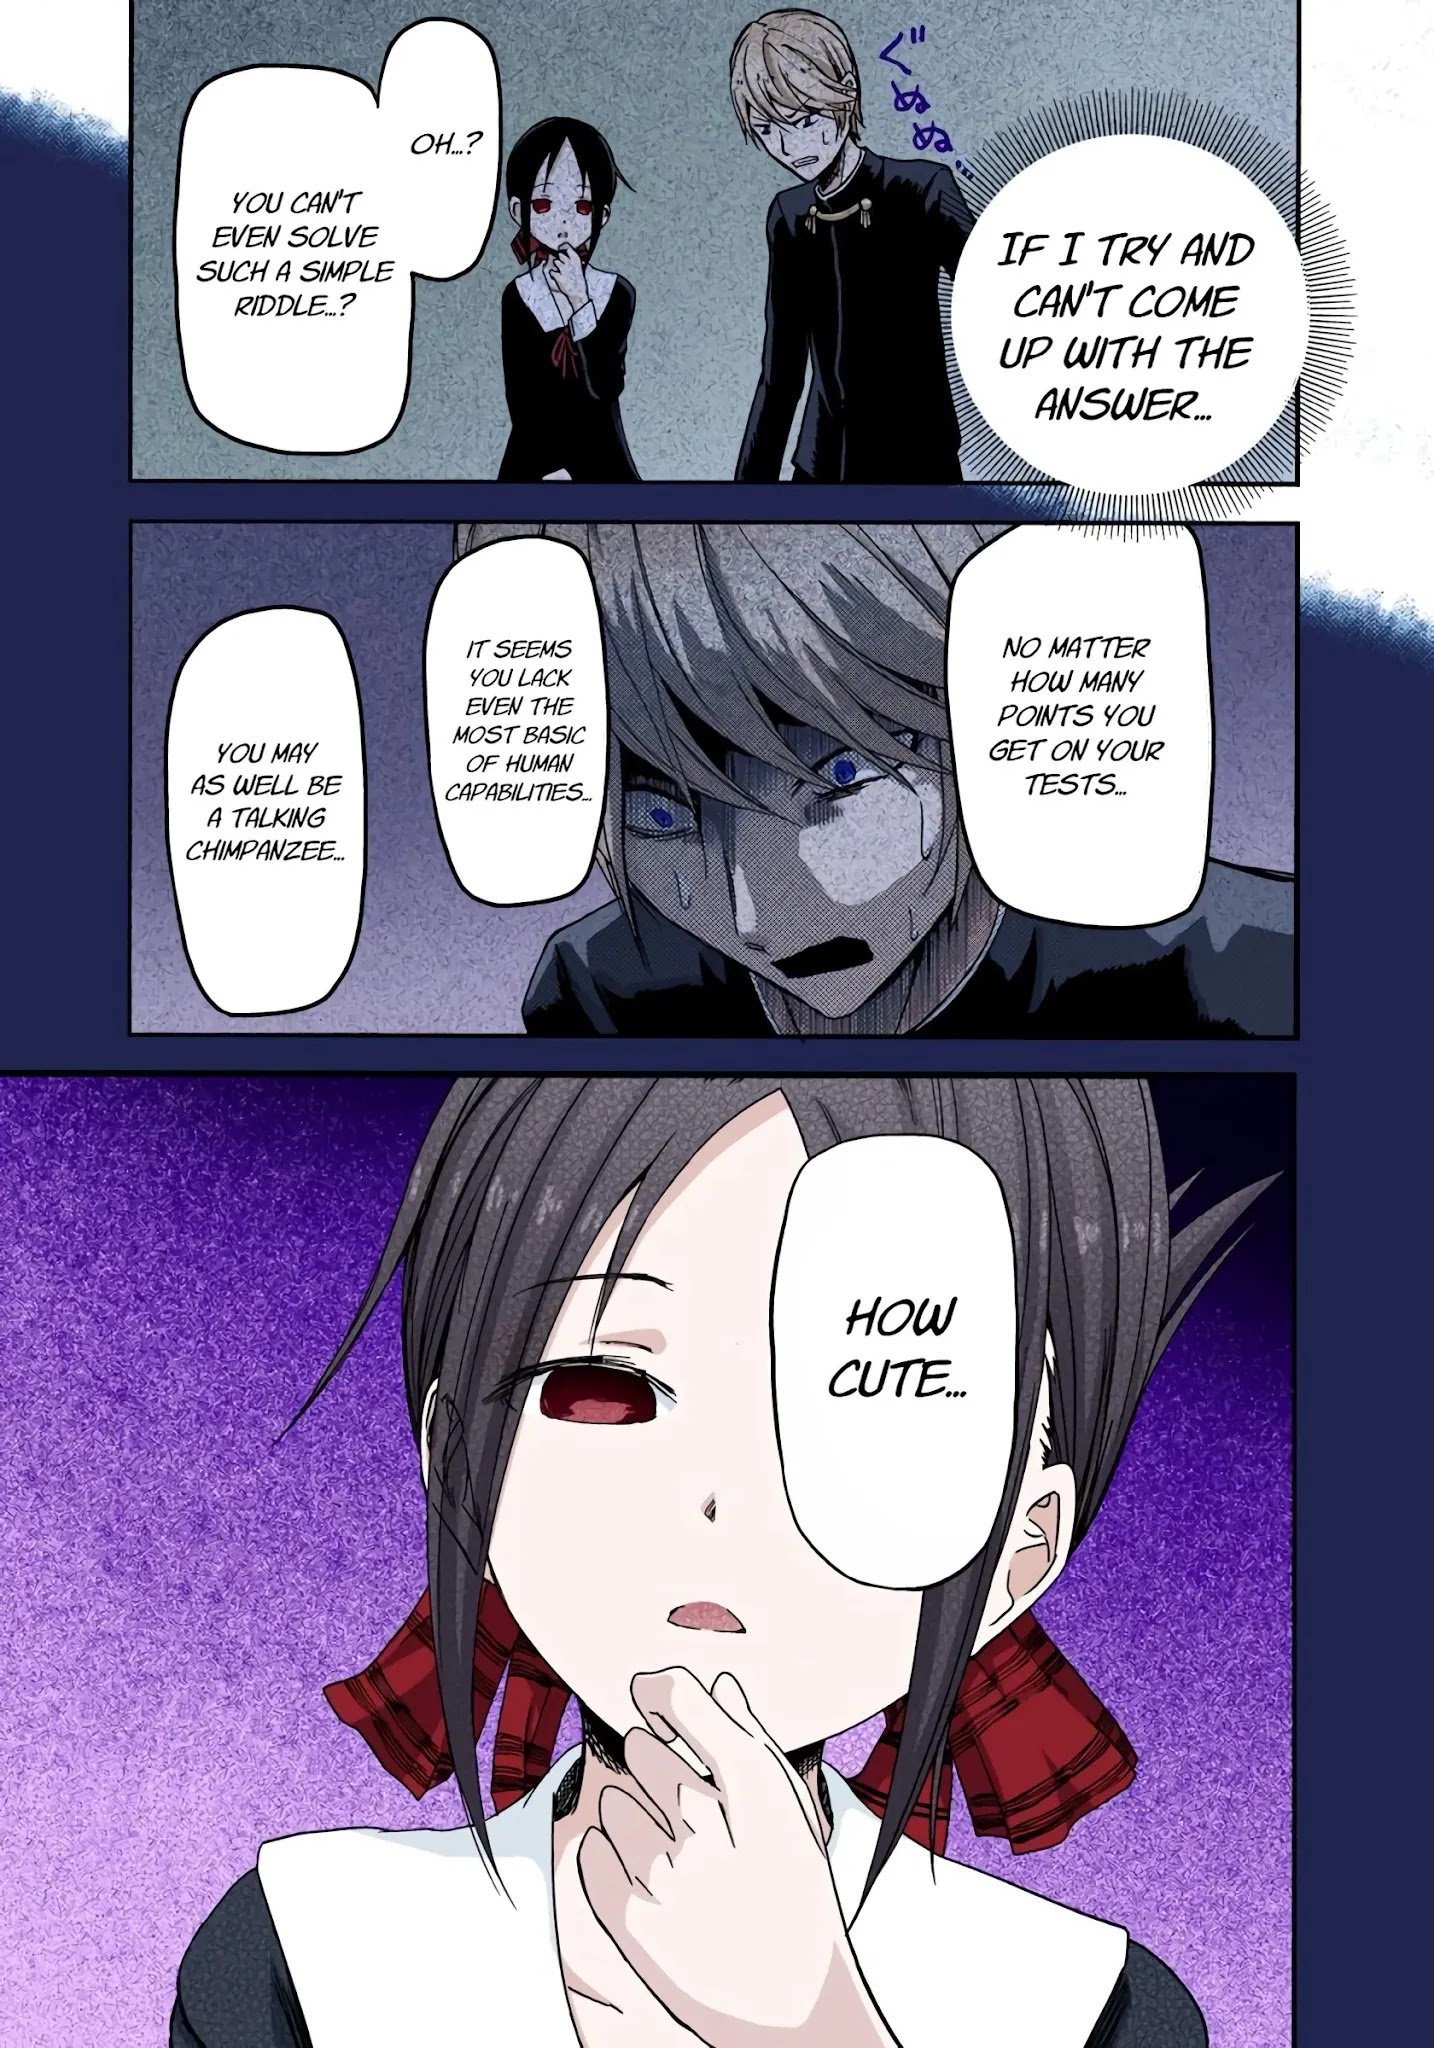 IF I TRY AND
CAN'T COME
UP WITH THE
ANSWER...
ぐぬぬ...
OH...?
YOU CAN'T
EVEN SOLVE
SUCH A SIMPLE
RIDDLE...?
NO MATTER
HOW MANY
POINTS YOU
GET ON YOUR
TESTS...
IT SEEMS
YOU LACK
EVEN THE
MOST BASIC
OF HUMAN
CAPABILITIES...
YOU MAY
AS WELL BE
A TALKING
CHIMPANZEE...
HOW
CUTE...